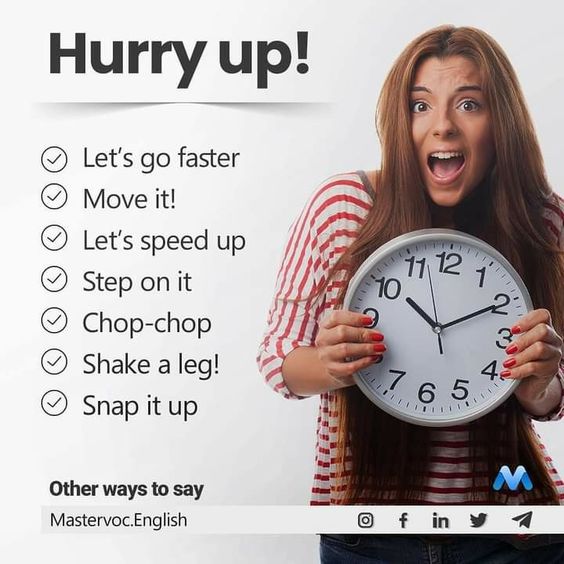 Hurry up!
Let's go faster
Move it!
Let's speed up
Step on it
Chop-chop
Shake a leg!
Snap it up
Other ways to say
Mastervoc.English
12
11
1
10
2
9
3
4
7
5
6